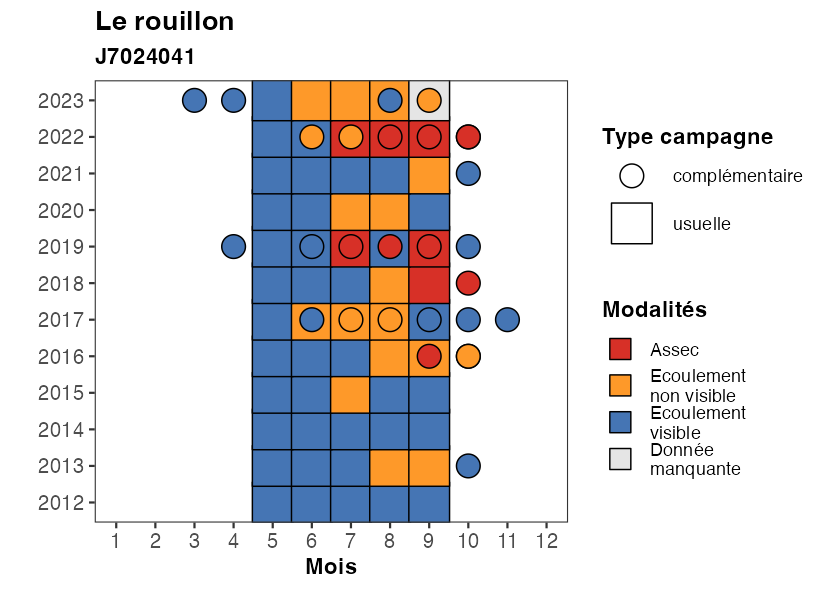 Le rouillon
J7024041
2023
2022
2021
2020
2019
2018
2017
2016
2015
2014
2013
2012
1 2 3 4 5 6 7 8 9 10 11 12
Mois
Type campagne
complémentaire
usuelle
Modalités
Assec
Ecoulement
non visible
Ecoulement
visible
Donnée
manquante